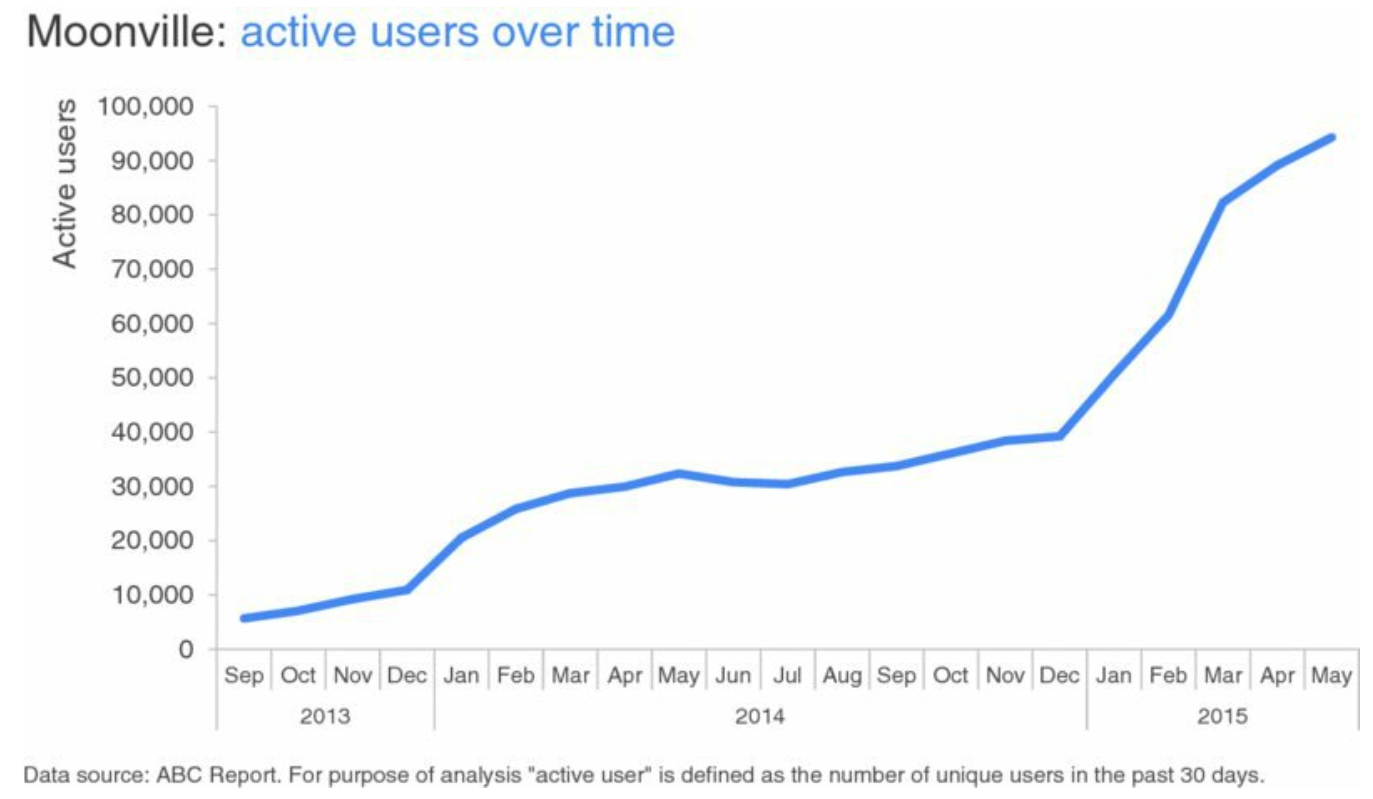 Moonville: active users over time
Active users
100,000
90,000
80,000
70,000
60,000
50,000
40,000
30,000
20,000
10,000
0
Sep Oct Nov Dec Jan Feb Mar Apr May Jun Jul Aug Sep Oct Nov Dec Jan Feb Mar Apr May
2013 2014 2015
Data source: ABC Report. For purpose of analysis "active user" is defined as the number of unique users in the past 30 days.